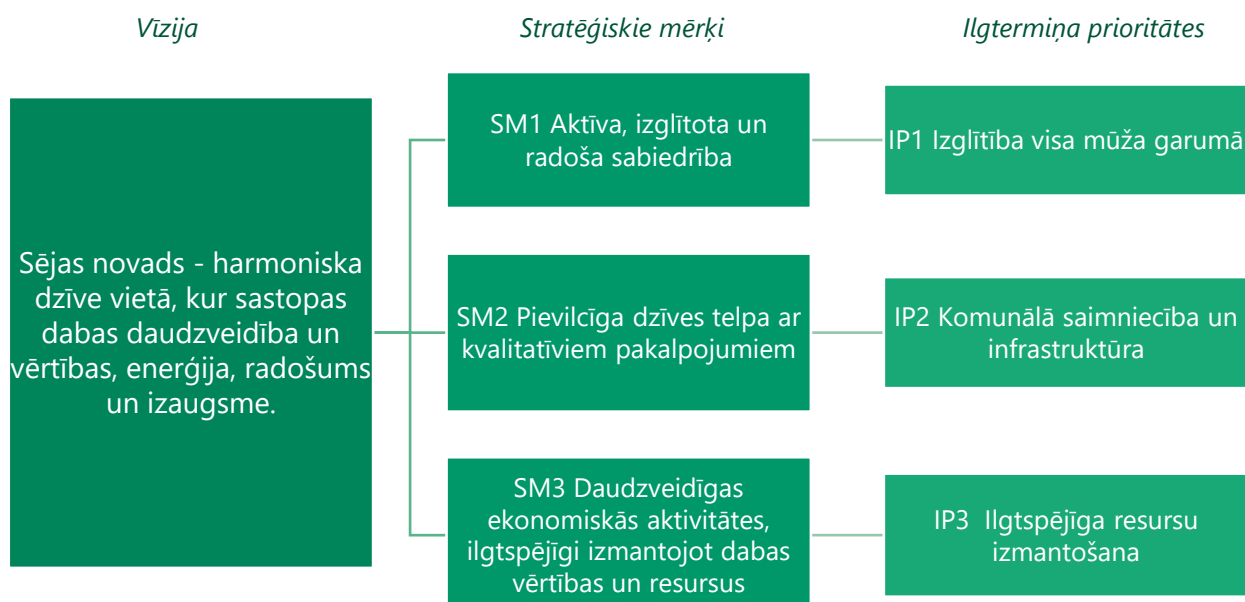 Vīzija
Stratēģiskie mērķi
Ilgtermiņa prioritātes
Sējas novads - harmoniska
dzīve vietā, kur sastopas
dabas daudzveidība un
vērtības, enerģija, radošums
un izaugsme.
SM1 Aktīva, izglītota un
radoša sabiedrība
IP1 Izglītība visa mūža garumā
SM2 Pievilcīga dzīves telpa ar
kvalitatīviem pakalpojumiem
IP2 Komunālā saimniecība un
infrastruktūra
SM3 Daudzveidīgas
ekonomiskās aktivitātes,
ilgtspējīgi izmantojot dabas
vērtības un resursus
IP3  Ilgtspējīga resursu
izmantošana